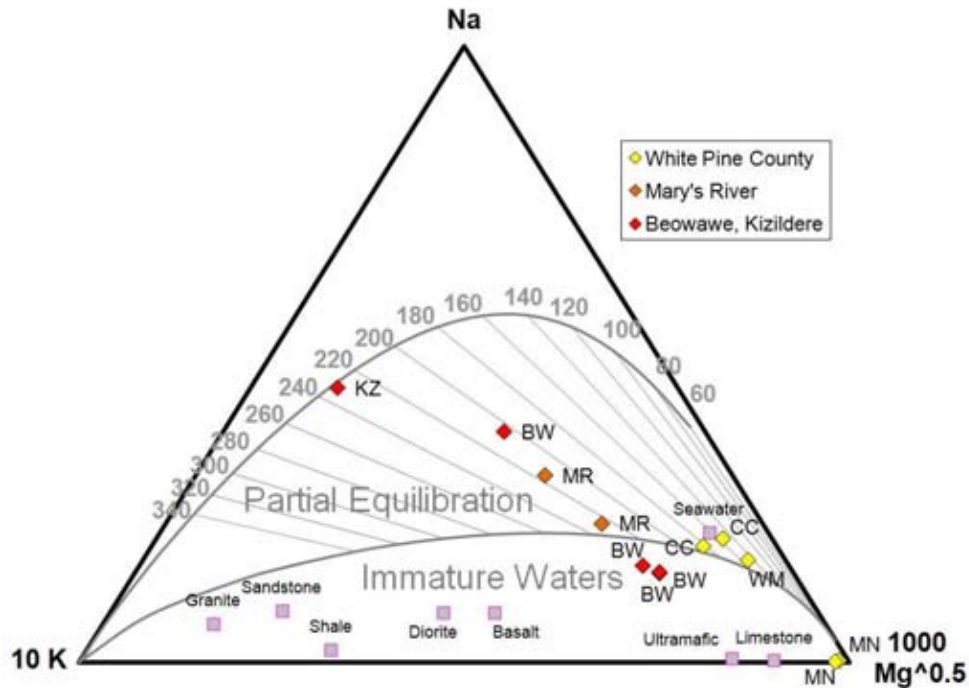 Na
White Pine County
Mary's River
Beowawe, Kizildere
140
160
120
180
100
200
80
220
60
240
KZ
260
BW
280
MR
300
Partial Equilibration
320
Seawater
340
MR
CC
BW
CC
Immature Waters
BW
WM
BW
Sandstone
Granite
Shale
Diorite
Basalt
Ultramafic
Limestone
MN
1000
10 K
MN
Mg^0.5